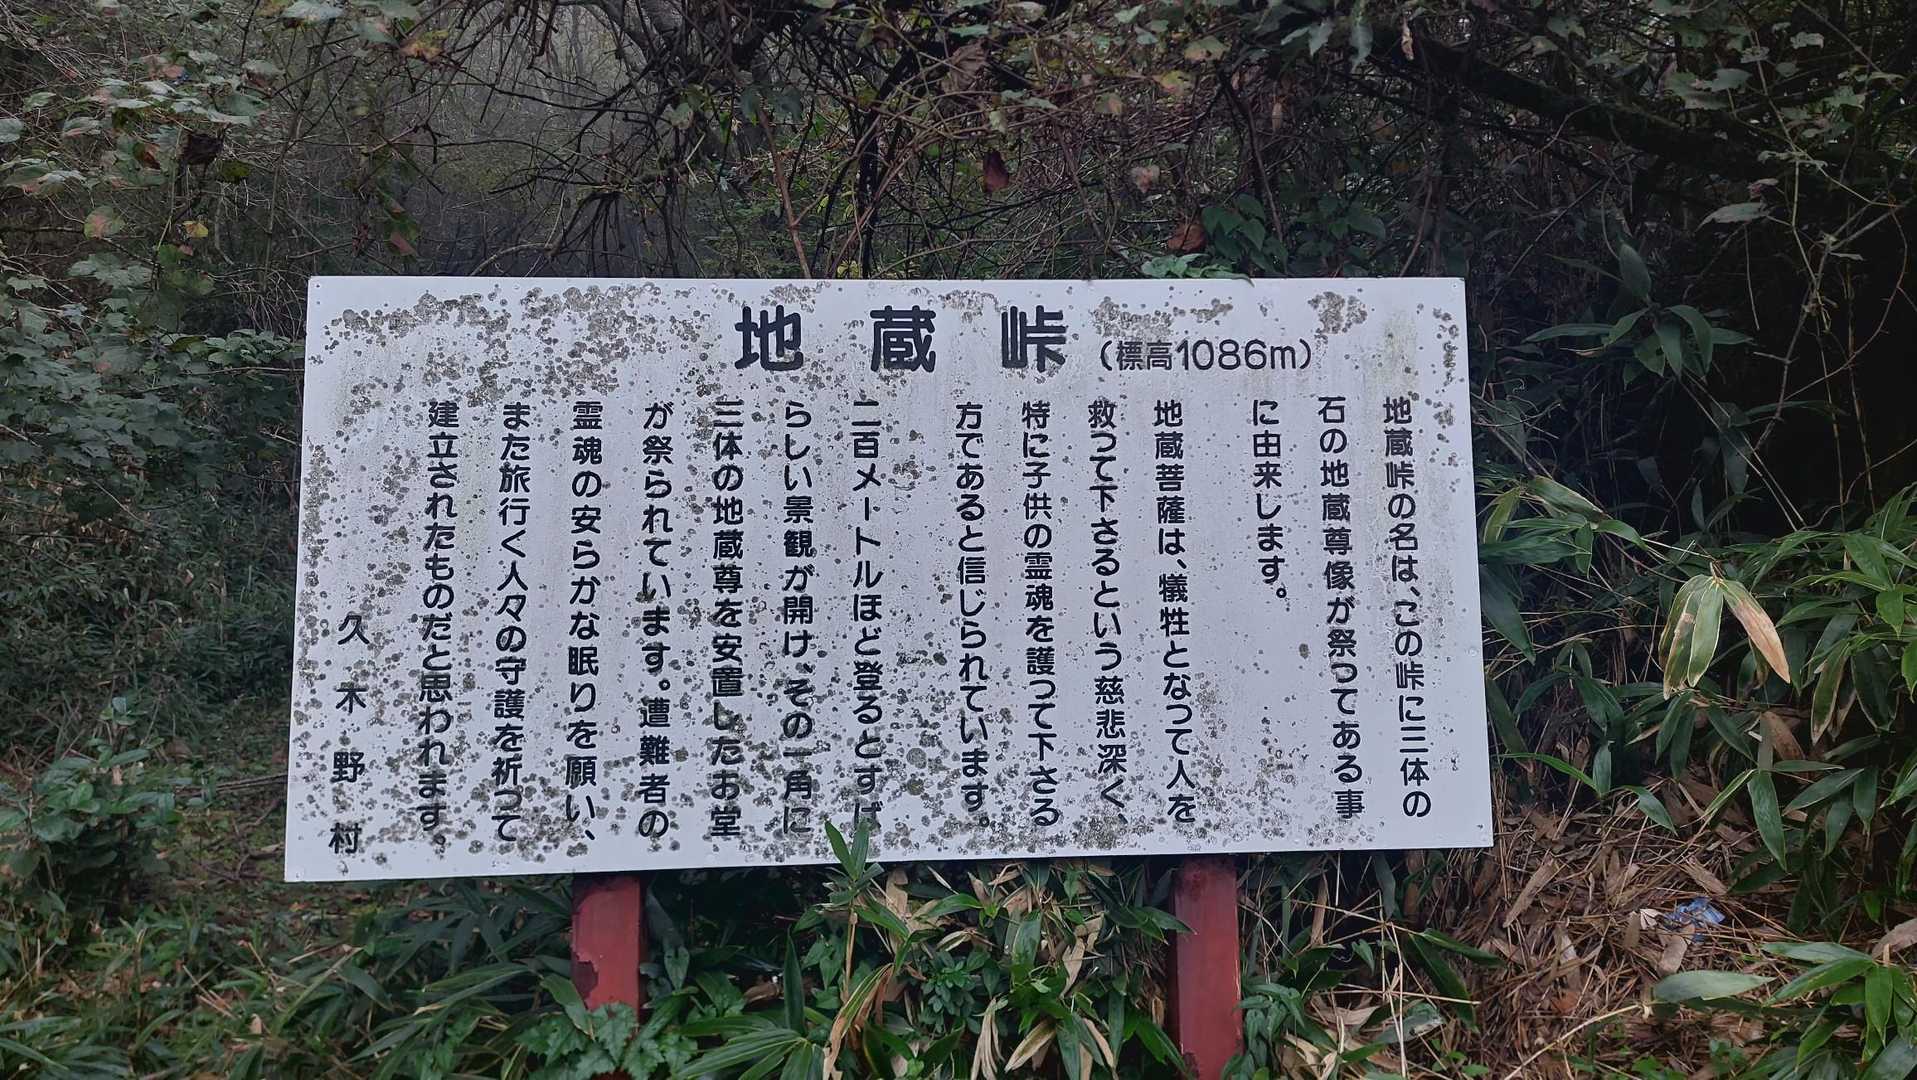 地蔵峠（標高1086m）
地蔵峠の名は、この峠に三体の
石の地蔵尊像が祭つてある事
に由来します。
地蔵菩薩は、犠牲となつて人を
救つて下さるという慈悲深く、
特に子供の霊魂を護つて下さる
方であると信じられています。
二百メートルほど登るとすば
らしい景観が開け、その一角に
三体の地蔵尊を安置したお堂
が祭られています。遭難者の
霊魂の安らかな眠りを願い、
また旅行く人々の守護を祈つて
建立されたものだと思われます。
久木野村